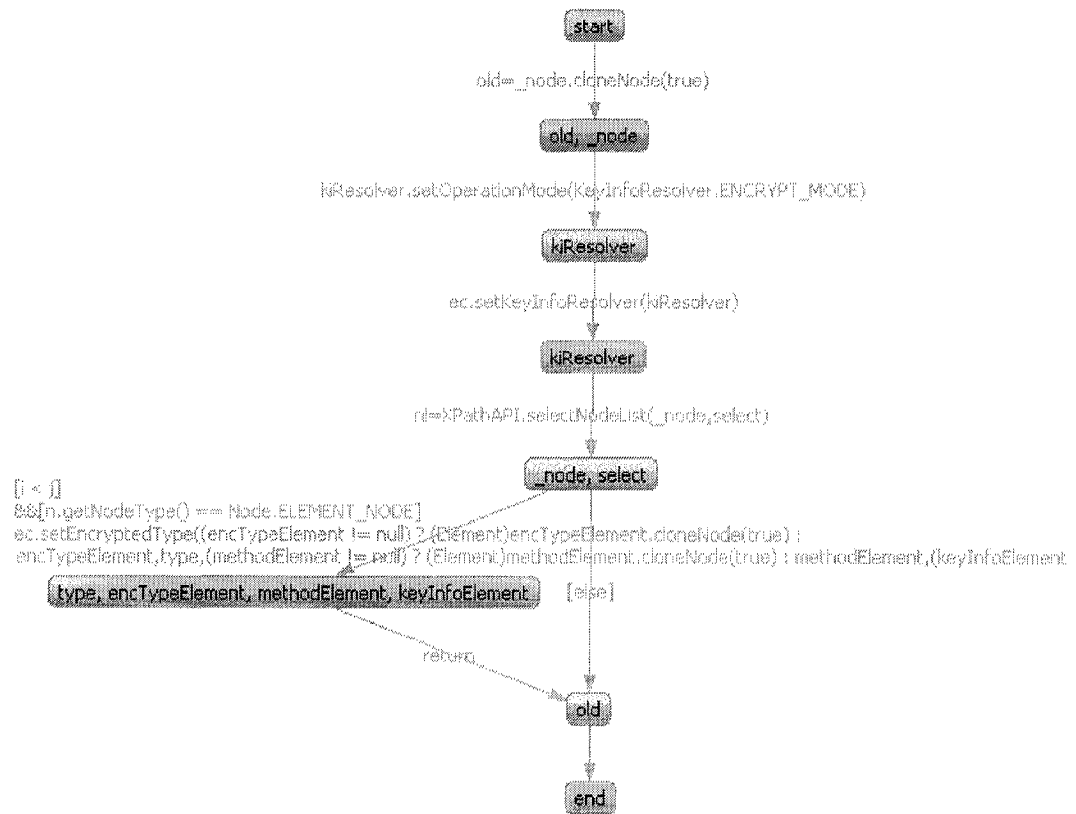 start
old=_node.cloneNode(true)
old, _node
kiResolver.setOperationMode(KeyInfoResolver.ENCRYPT_MODE)
kiResolver
ec.setKeyInfoResolver(kiResolver)
kiResolver
nl=XPathAPI.selectNodeList(_node,select)
_node, select
[i < j]
&&[n.getNodeType() == Node.ELEMENT_NODE]
ec.setEncryptedType((encTypeElement != null) ? (Element)encTypeElement.cloneNode(true) :
encTypeElement,type,(methodElement != null) ? (Element)methodElement.cloneNode(true) : methodElement,(keyInfoElement
type, encTypeElement, methodElement, keyInfoElement
[else]
return
old
end